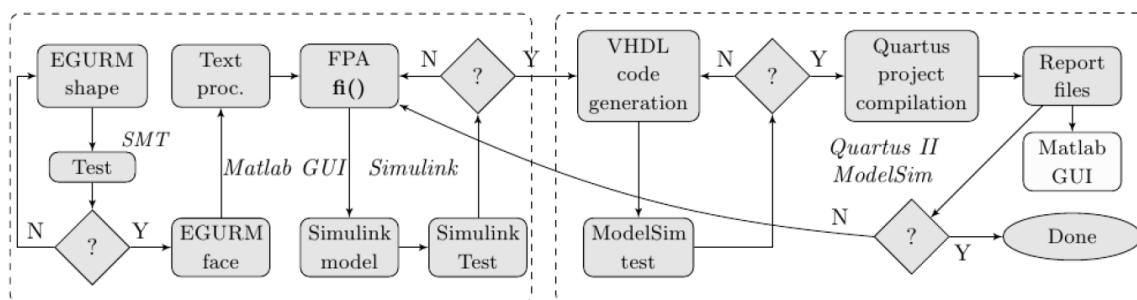 EGURM
shape
SMT
Test
?
N
Y
EGURM
face
Text
proc.
Matlab GUI
FPA
fi()
Simulink
model
Simulink
Simulink
Test
?
N
Y
VHDL
code
generation
ModelSim
test
?
N
Y
Quartus
project
compilation
Quartus II
ModelSim
Report
files
Matlab
GUI
?
N
Y
Done